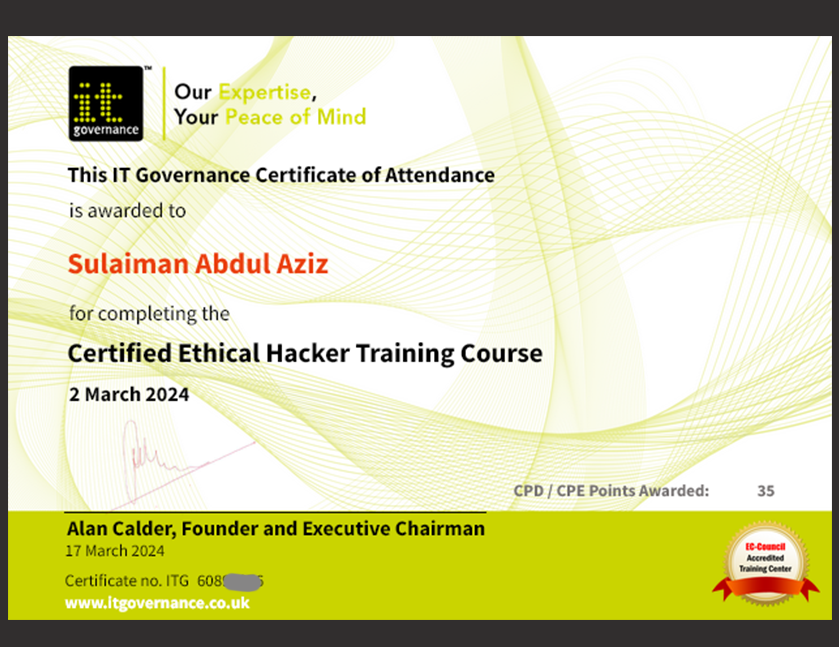 it
governance
™
Our Expertise,
Your Peace of Mind
This IT Governance Certificate of Attendance
is awarded to
Sulaiman Abdul Aziz
for completing the
Certified Ethical Hacker Training Course
2 March 2024
CPD / CPE Points Awarded: 35
Alan Calder, Founder and Executive Chairman
17 March 2024
Certificate no. ITG
www.itgovernance.co.uk
EC-Council
Accredited
Training Center